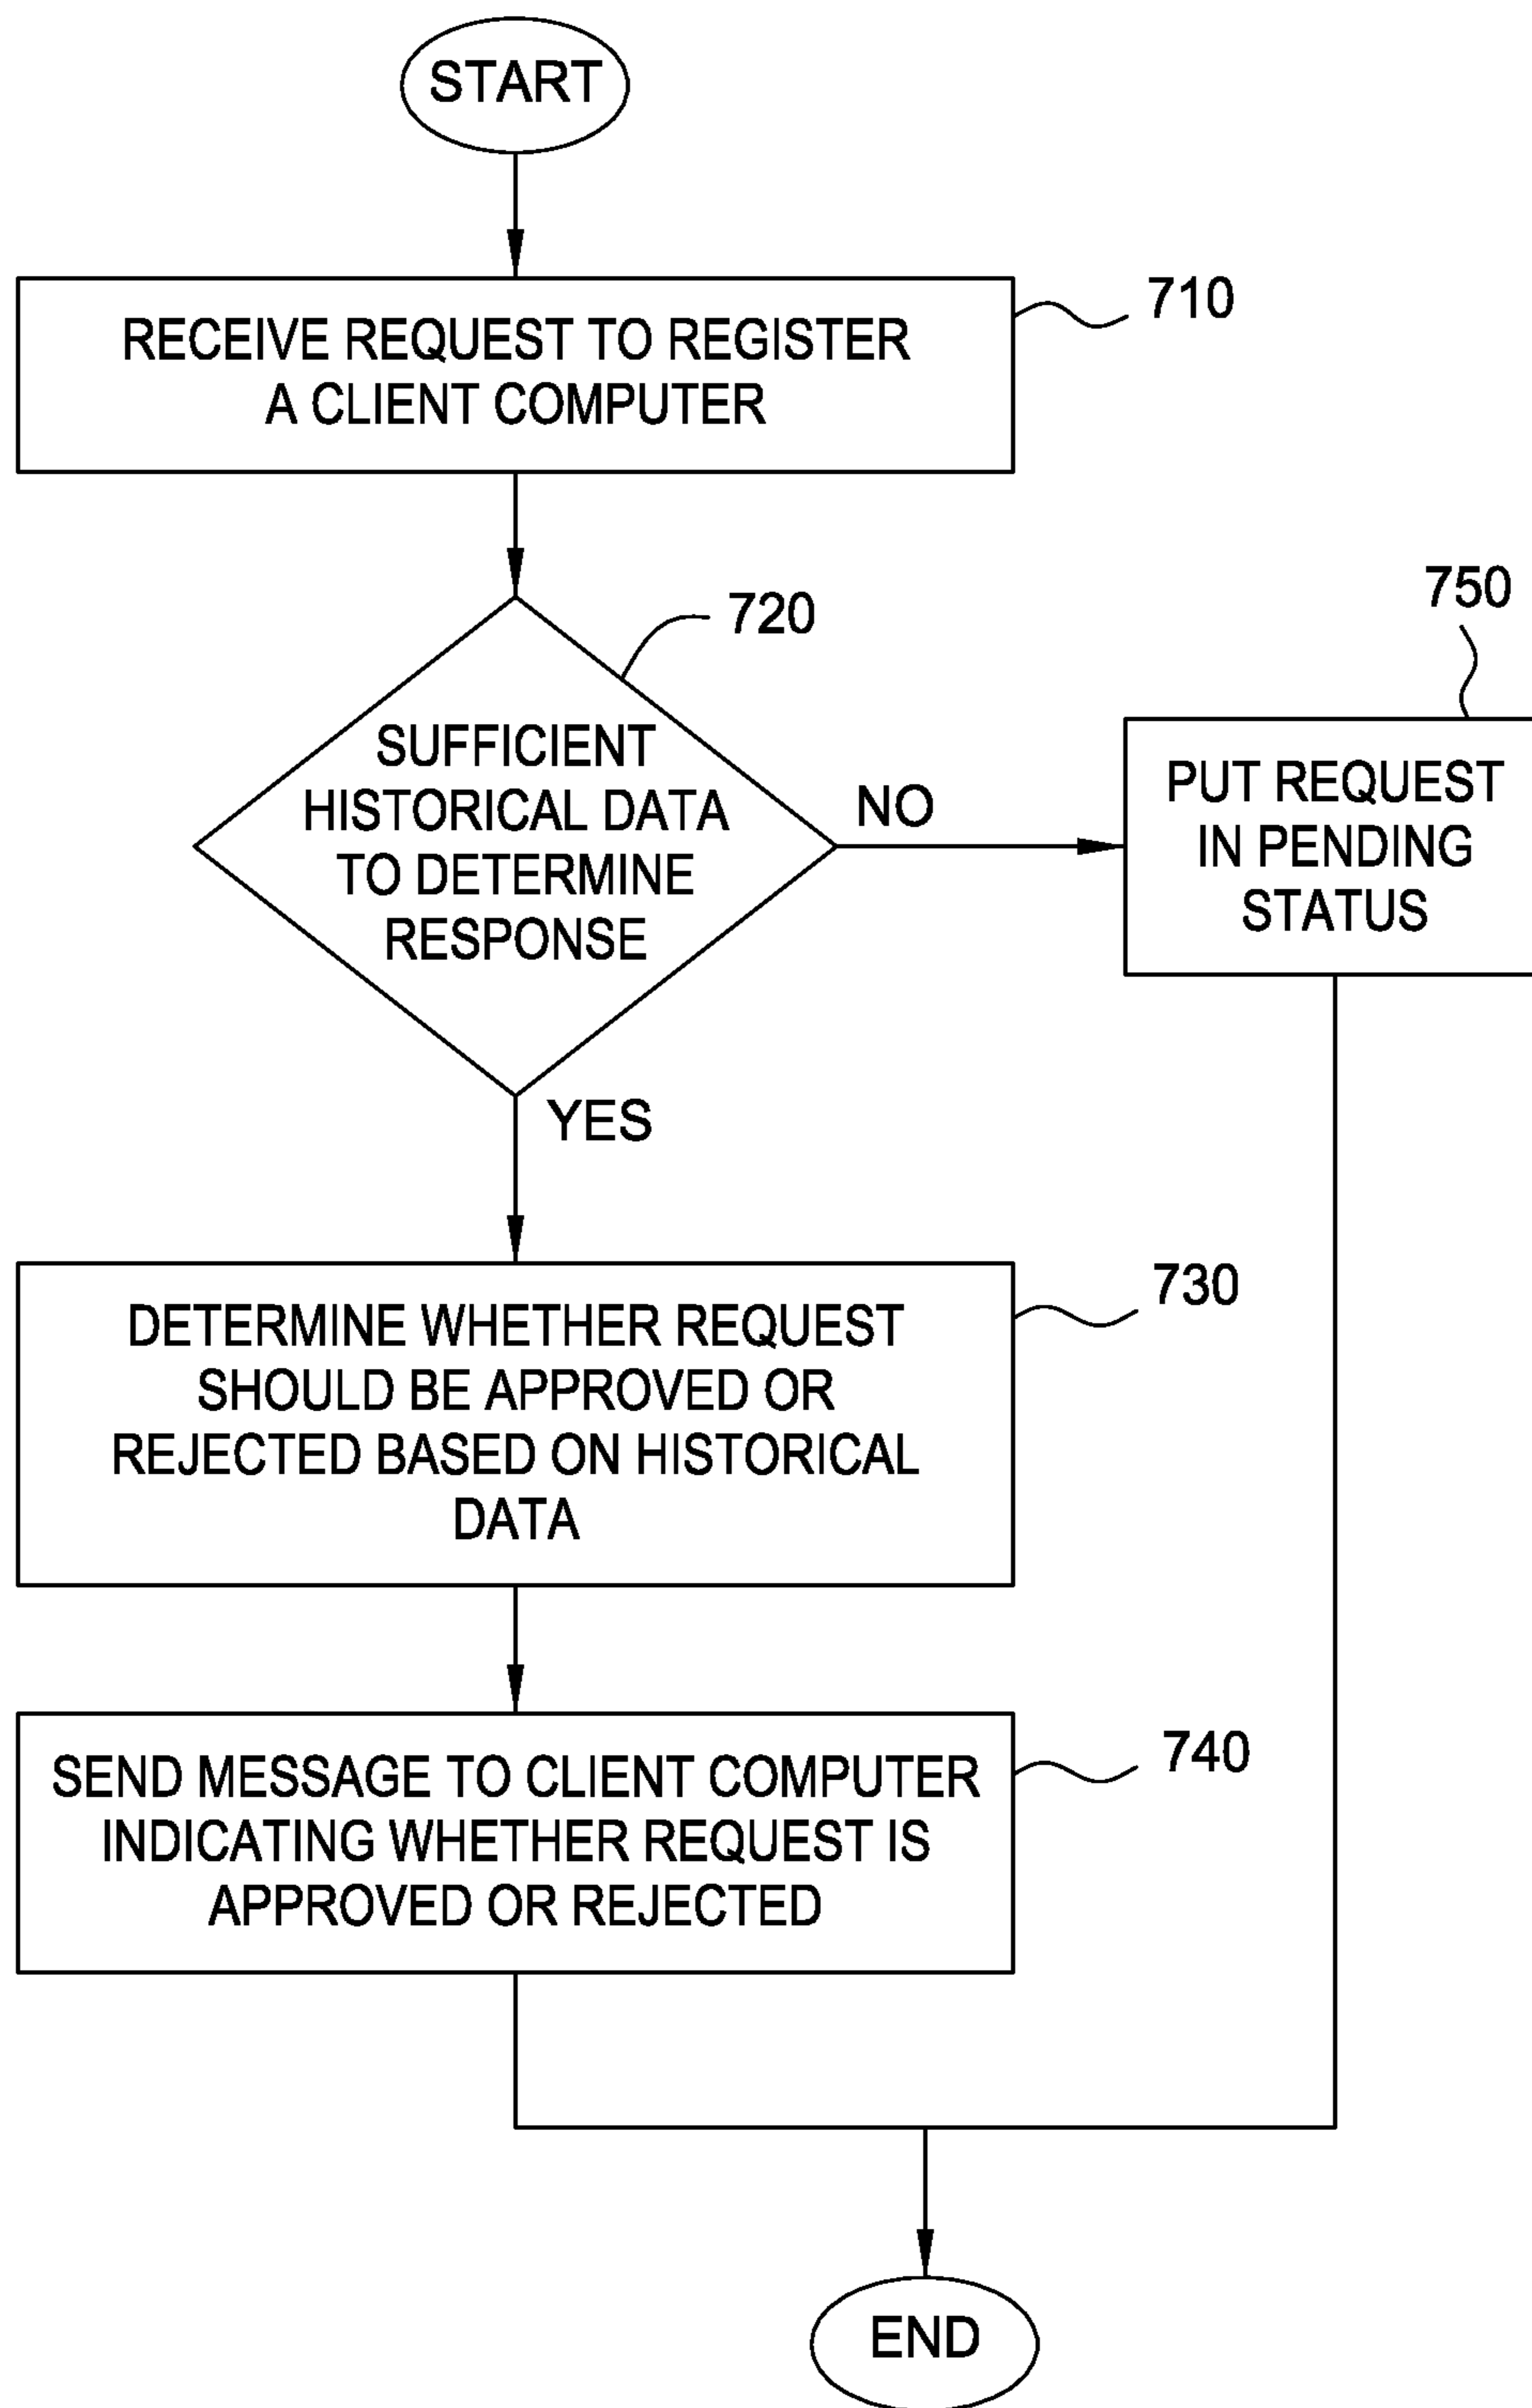 START
RECEIVE REQUEST TO REGISTER
A CLIENT COMPUTER
710
720
SUFFICIENT
HISTORICAL DATA
TO DETERMINE
RESPONSE
NO
750
PUT REQUEST
IN PENDING
STATUS
YES
DETERMINE WHETHER REQUEST
SHOULD BE APPROVED OR
REJECTED BASED ON HISTORICAL
DATA
730
SEND MESSAGE TO CLIENT COMPUTER
INDICATING WHETHER REQUEST IS
APPROVED OR REJECTED
740
END